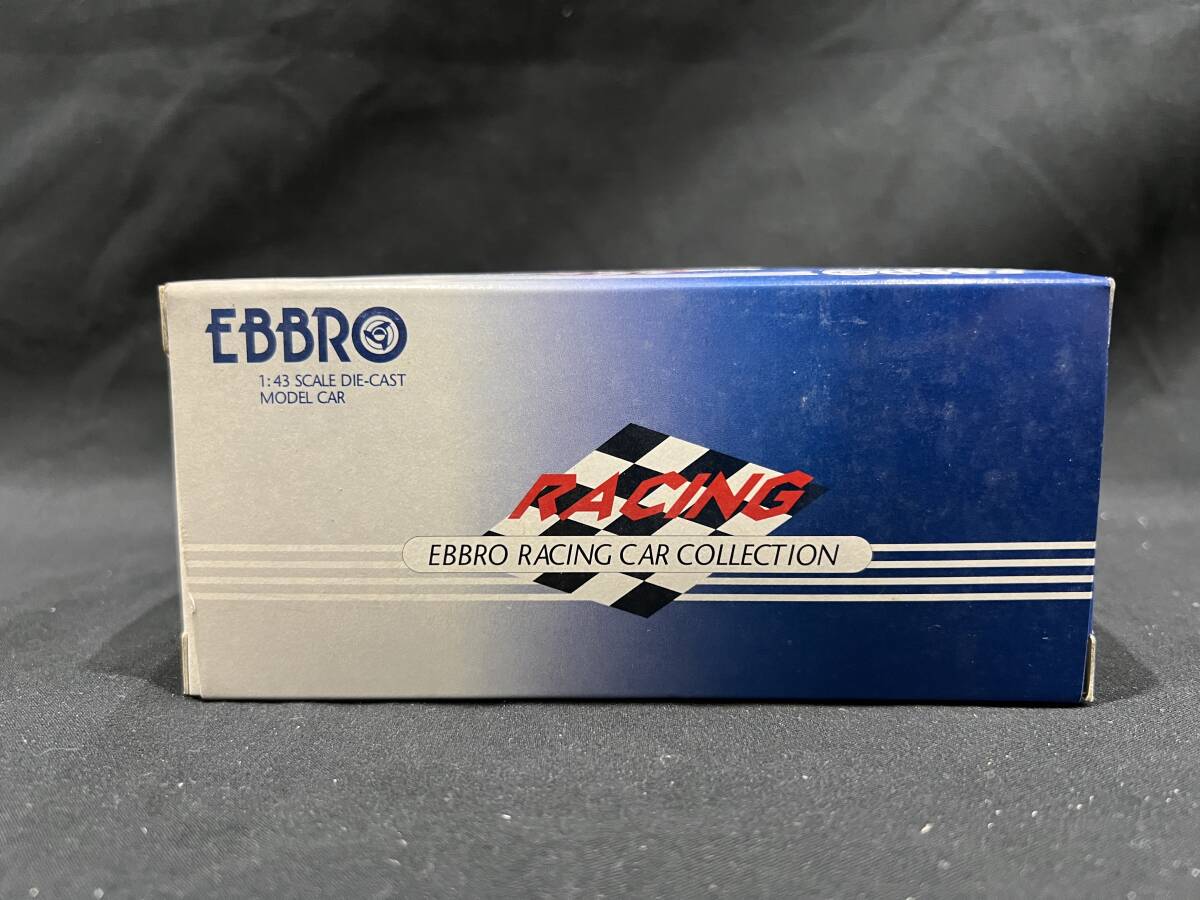 EBBRO
1:43 SCALE DIE-CAST
MODEL CAR
RACING
EBBRO RACING CAR COLLECTION